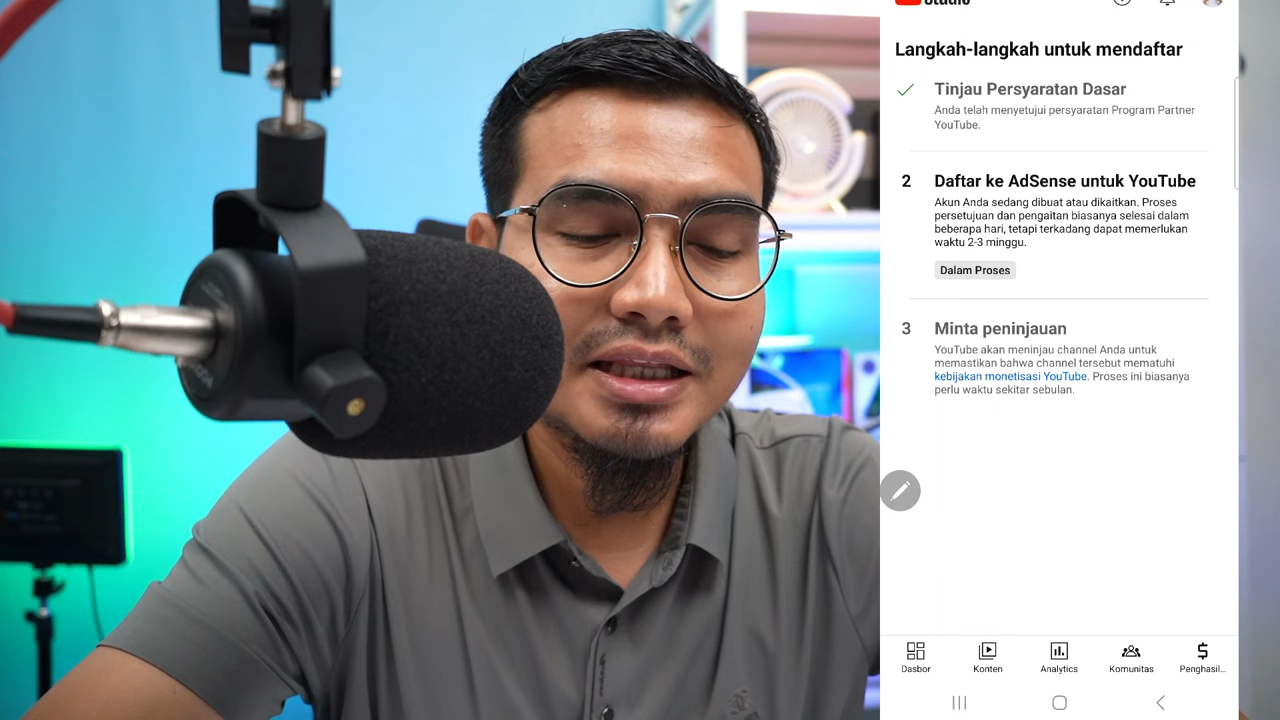 Studio
Langkah-langkah untuk mendaftar
Tinjau Persyaratan Dasar
Anda telah menyetujui persyaratan Program Partner
YouTube.
2
Daftar ke AdSense untuk YouTube
Akun Anda sedang dibuat atau dikaitkan. Proses
persetujuan dan pengaitan biasanya selesai dalam
beberapa hari, tetapi terkadang dapat memerlukan
waktu 2-3 minggu.
Dalam Proses
3
Minta peninjauan
YouTube akan meninjau channel Anda untuk
memastikan bahwa channel tersebut mematuhi
kebijakan monetisasi YouTube. Proses ini biasanya
perlu waktu sekitar sebulan.
Dasbor
Konten
Analytics
Komunitas
Penghasil...